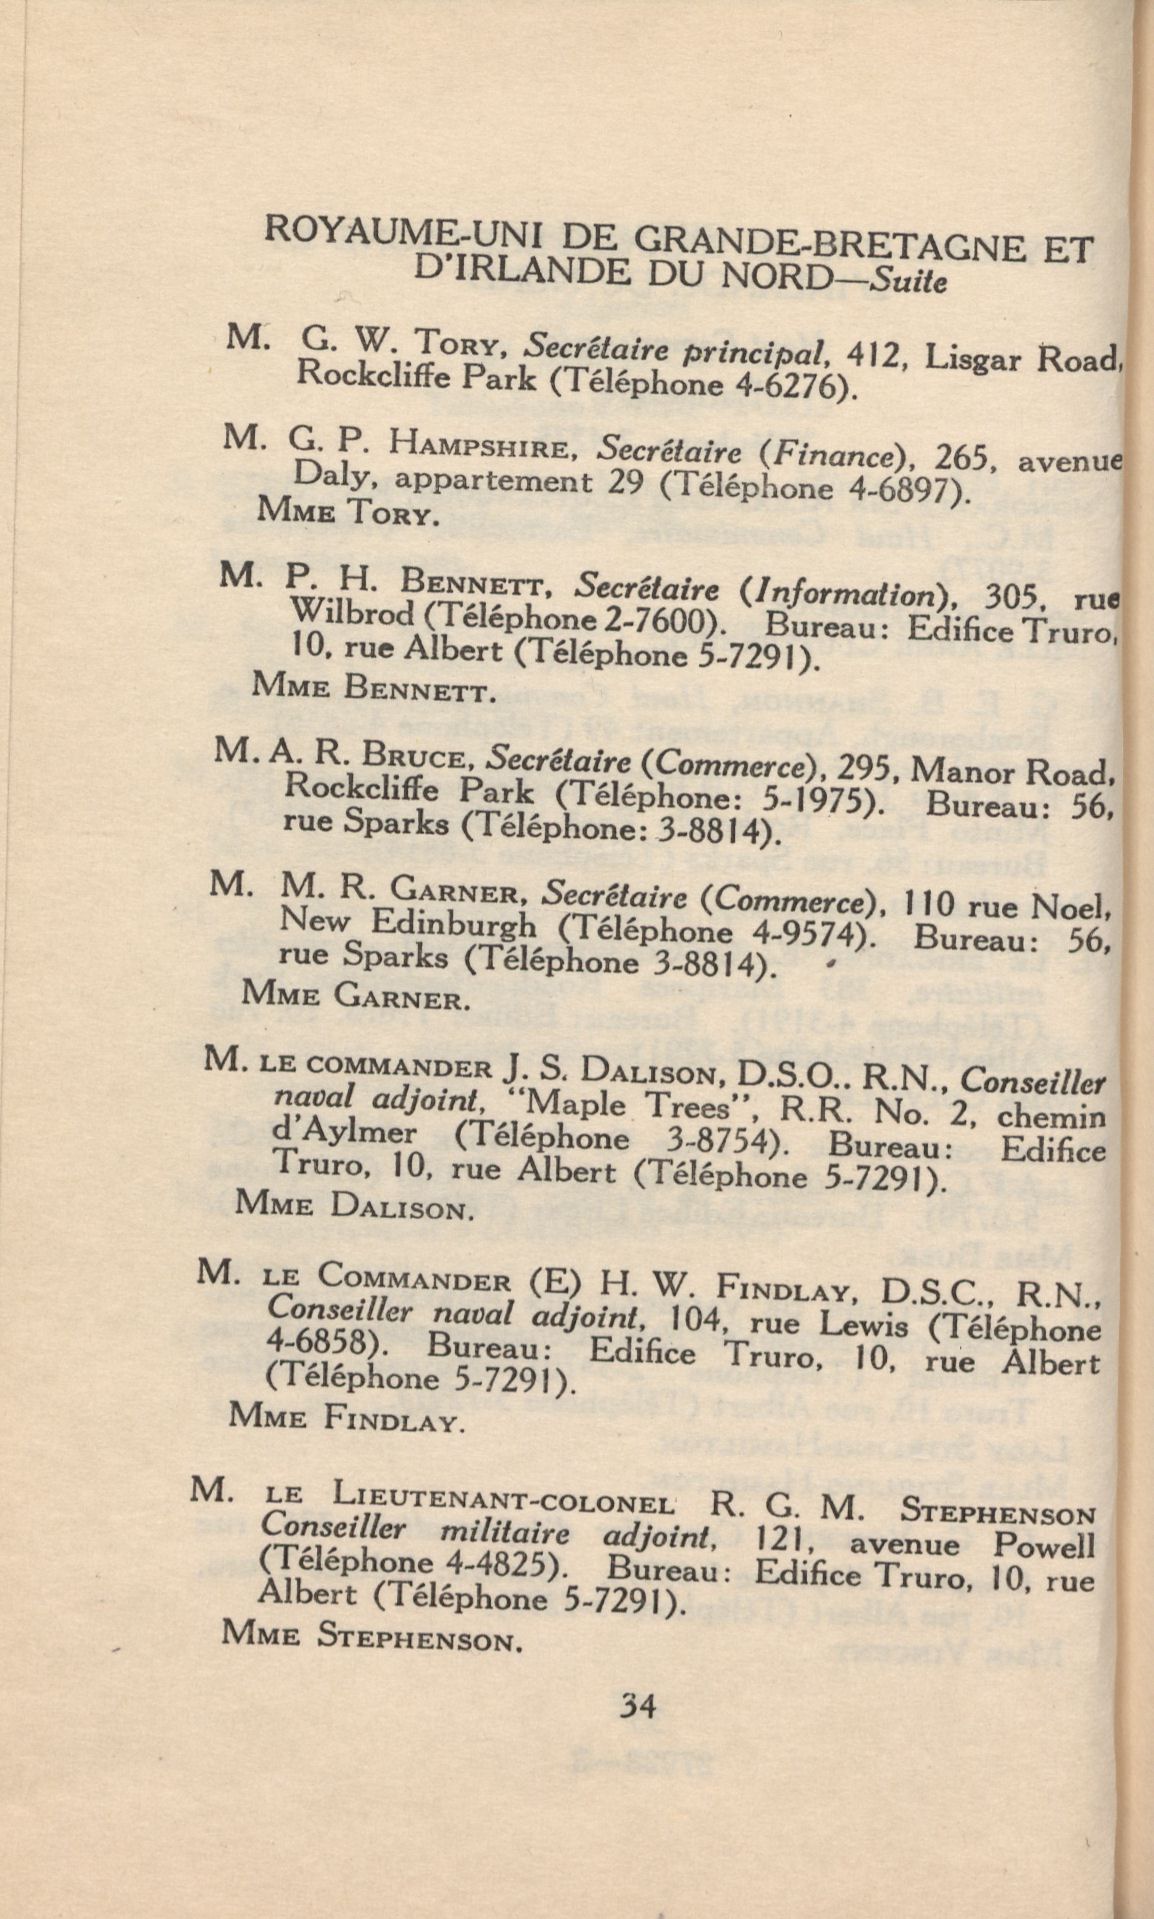 ROYAUME-UNI DE GRANDE-BRETAGNE ET
D'IRLANDE DU NORD—Suite
M. G. W. TORY, Secrétaire principal, 412, Lisgar Road,
Rockcliffe Park (Téléphone 4-6276).
M. G. P. HAMPSHIRE, Secrétaire (Finance), 265, avenue
Daly, appartement 29 (Téléphone 4-6897).
MME TORY.
M. P. H. BENNETT, Secrétaire (Information), 305, rue
Wilbrod (Téléphone 2-7600). Bureau: Edifice Truro,
10, rue Albert (Téléphone 5-7291).
MME BENNETT.
M. A. R. BRUCE, Secrétaire (Commerce), 295, Manor Road,
Rockcliffe Park (Téléphone: 5-1975). Bureau: 56,
rue Sparks (Téléphone: 3-8814).
M. M. R. GARNER, Secrétaire (Commerce), 110 rue Noel,
New Edinburgh (Téléphone 4-9574). Bureau: 56,
rue Sparks (Téléphone 3-8814).
MME GARNER.
M. LE COMMANDER J. S. DALISON, D.S.O.. R.N., Conseiller
naval adjoint, "Maple Trees", R.R. No. 2, chemin
d'Aylmer (Téléphone 3-8754). Bureau: Edifice
Truro, 10, rue Albert (Téléphone 5-7291).
MME DALISON.
M. LE COMMANDER (E) H. W. FINDLAY, D.S.C., R.N.,
Conseiller naval adjoint, 104, rue Lewis (Téléphone
4-6858). Bureau: Edifice Truro, 10, rue Albert
(Téléphone 5-7291).
MME FINDLAY.
M. LE LIEUTENANT-COLONEL R. G. M. STEPHENSON
Conseiller militaire adjoint, 121, avenue Powell
(Téléphone 4-4825). Bureau: Edifice Truro, 10, rue
Albert (Téléphone 5-7291).
MME STEPHENSON.
34